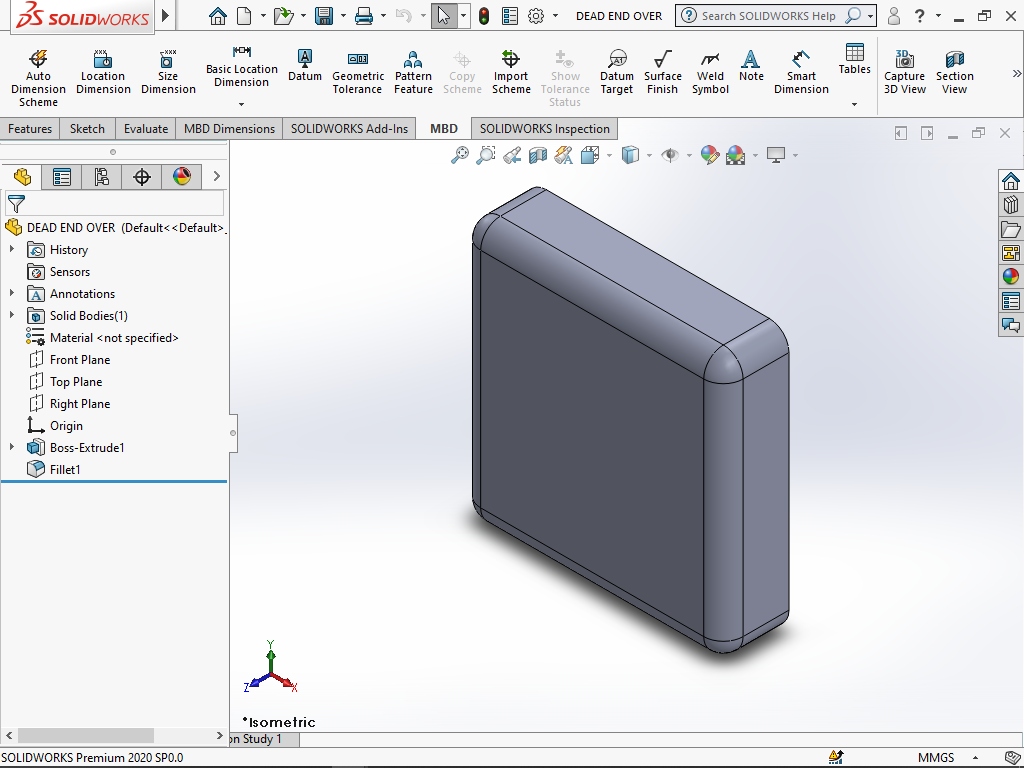 SOLIDWORKS
DEAD END OVER
Search SOLIDWORKS Help
?
Auto Dimension Scheme
Location Dimension
Size Dimension
Basic Location Dimension
Datum
Geometric Tolerance
Pattern Feature
Copy Scheme
Import Scheme
Show Tolerance Status
Datum Target
Surface Finish
Weld Symbol
Note
Smart Dimension
Tables
Capture 3D View
Section View
Features
Sketch
Evaluate
MBD Dimensions
SOLIDWORKS Add-Ins
MBD
SOLIDWORKS Inspection
DEAD END OVER (Default<<Default>_
History
Sensors
Annotations
Solid Bodies(1)
Material <not specified>
Front Plane
Top Plane
Right Plane
Origin
Boss-Extrude1
Fillet1
Y
Z
X
*Isometric
on Study 1
SOLIDWORKS Premium 2020 SP0.0
MMGS